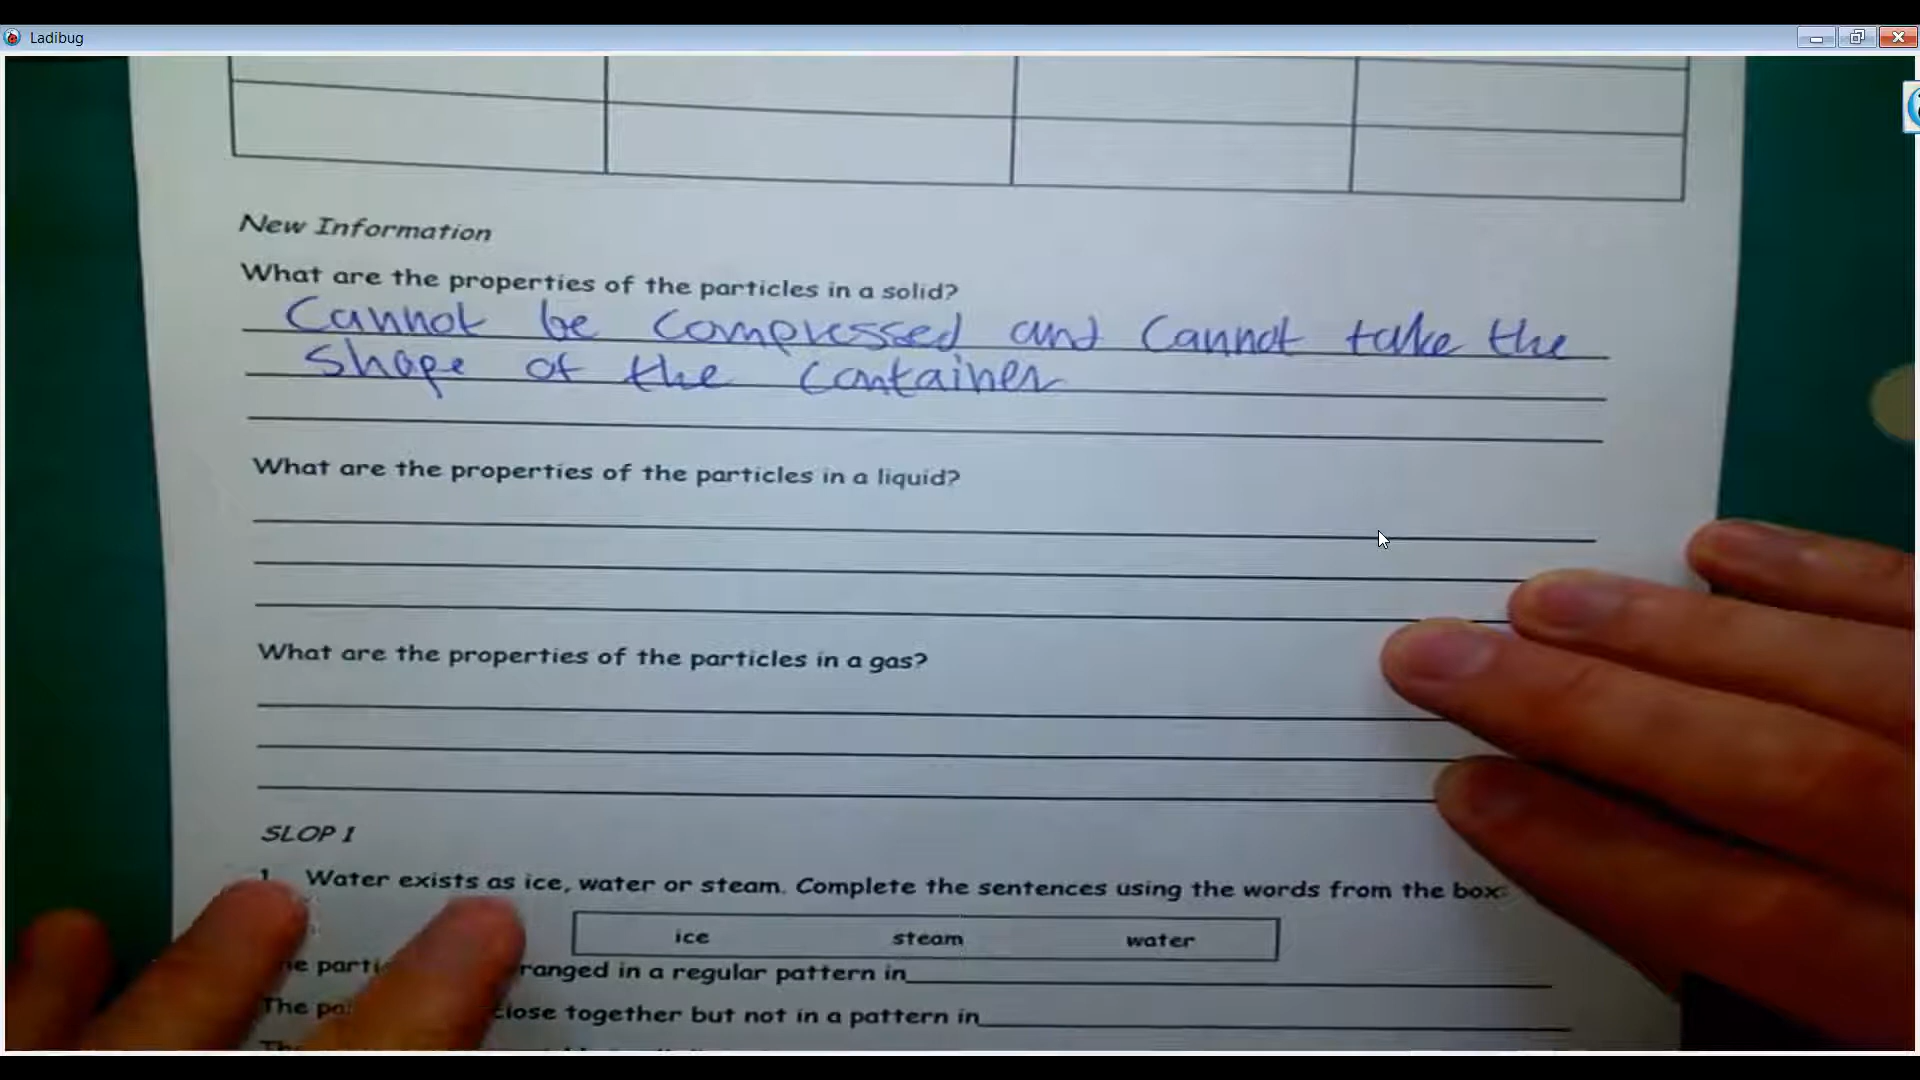 Ladibug
New Information
What are the properties of the particles in a solid?
Cannot be compressed and cannot take the
shape of the container
What are the properties of the particles in a liquid?
What are the properties of the particles in a gas?
SLOP 1
1. Water exists as ice, water or steam. Complete the sentences using the words from the box.
ice steam water
ranged in a regular pattern in
The close together but not in a pattern in